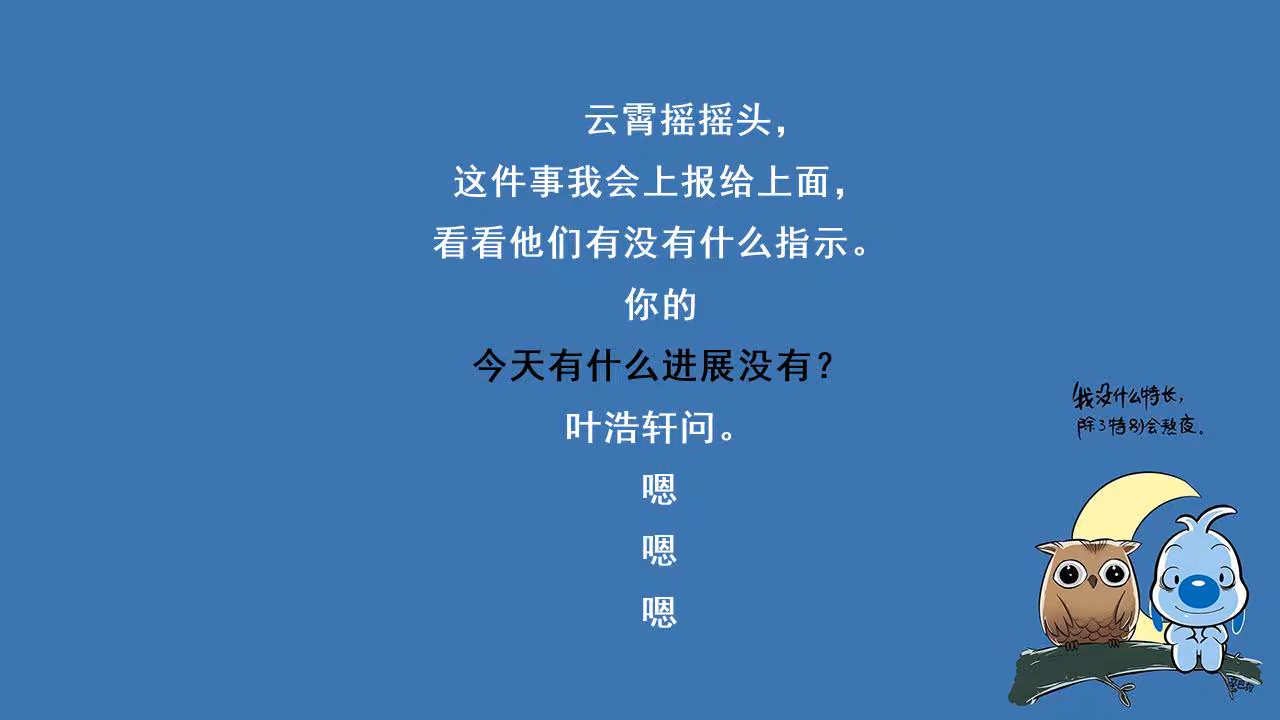 云霄摇摇头，
这件事我会上报给上面，
看看他们有没有什么指示。
你的
今天有什么进展没有？
叶浩轩问。
嗯
嗯
嗯
我没什么特长，
除了特别会熬夜。